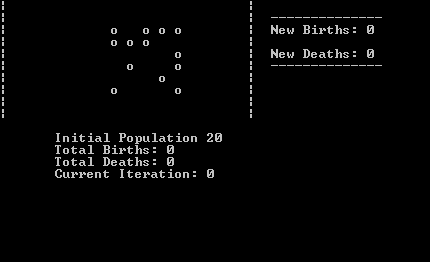 New Births: 0
New Deaths: 0
o o o o
o o o
o
o o
o
o o
Initial Population 20
Total Births: 0
Total Deaths: 0
Current Iteration: 0